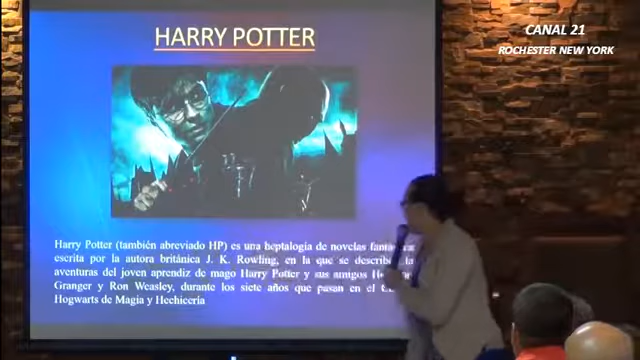 HARRY POTTER
CANAL 21
ROCHESTER NEW YORK
Harry Potter (también abreviado HP) es una heptalogía de novelas
escrita por la autora británica J. K. Rowling, en la que se la
aventuras del joven aprendiz de mago Harry Potter y sus amigos
Granger y Ron Weasley, durante los siete años que pasan en el
Hogwarts de Magia y Hechicería